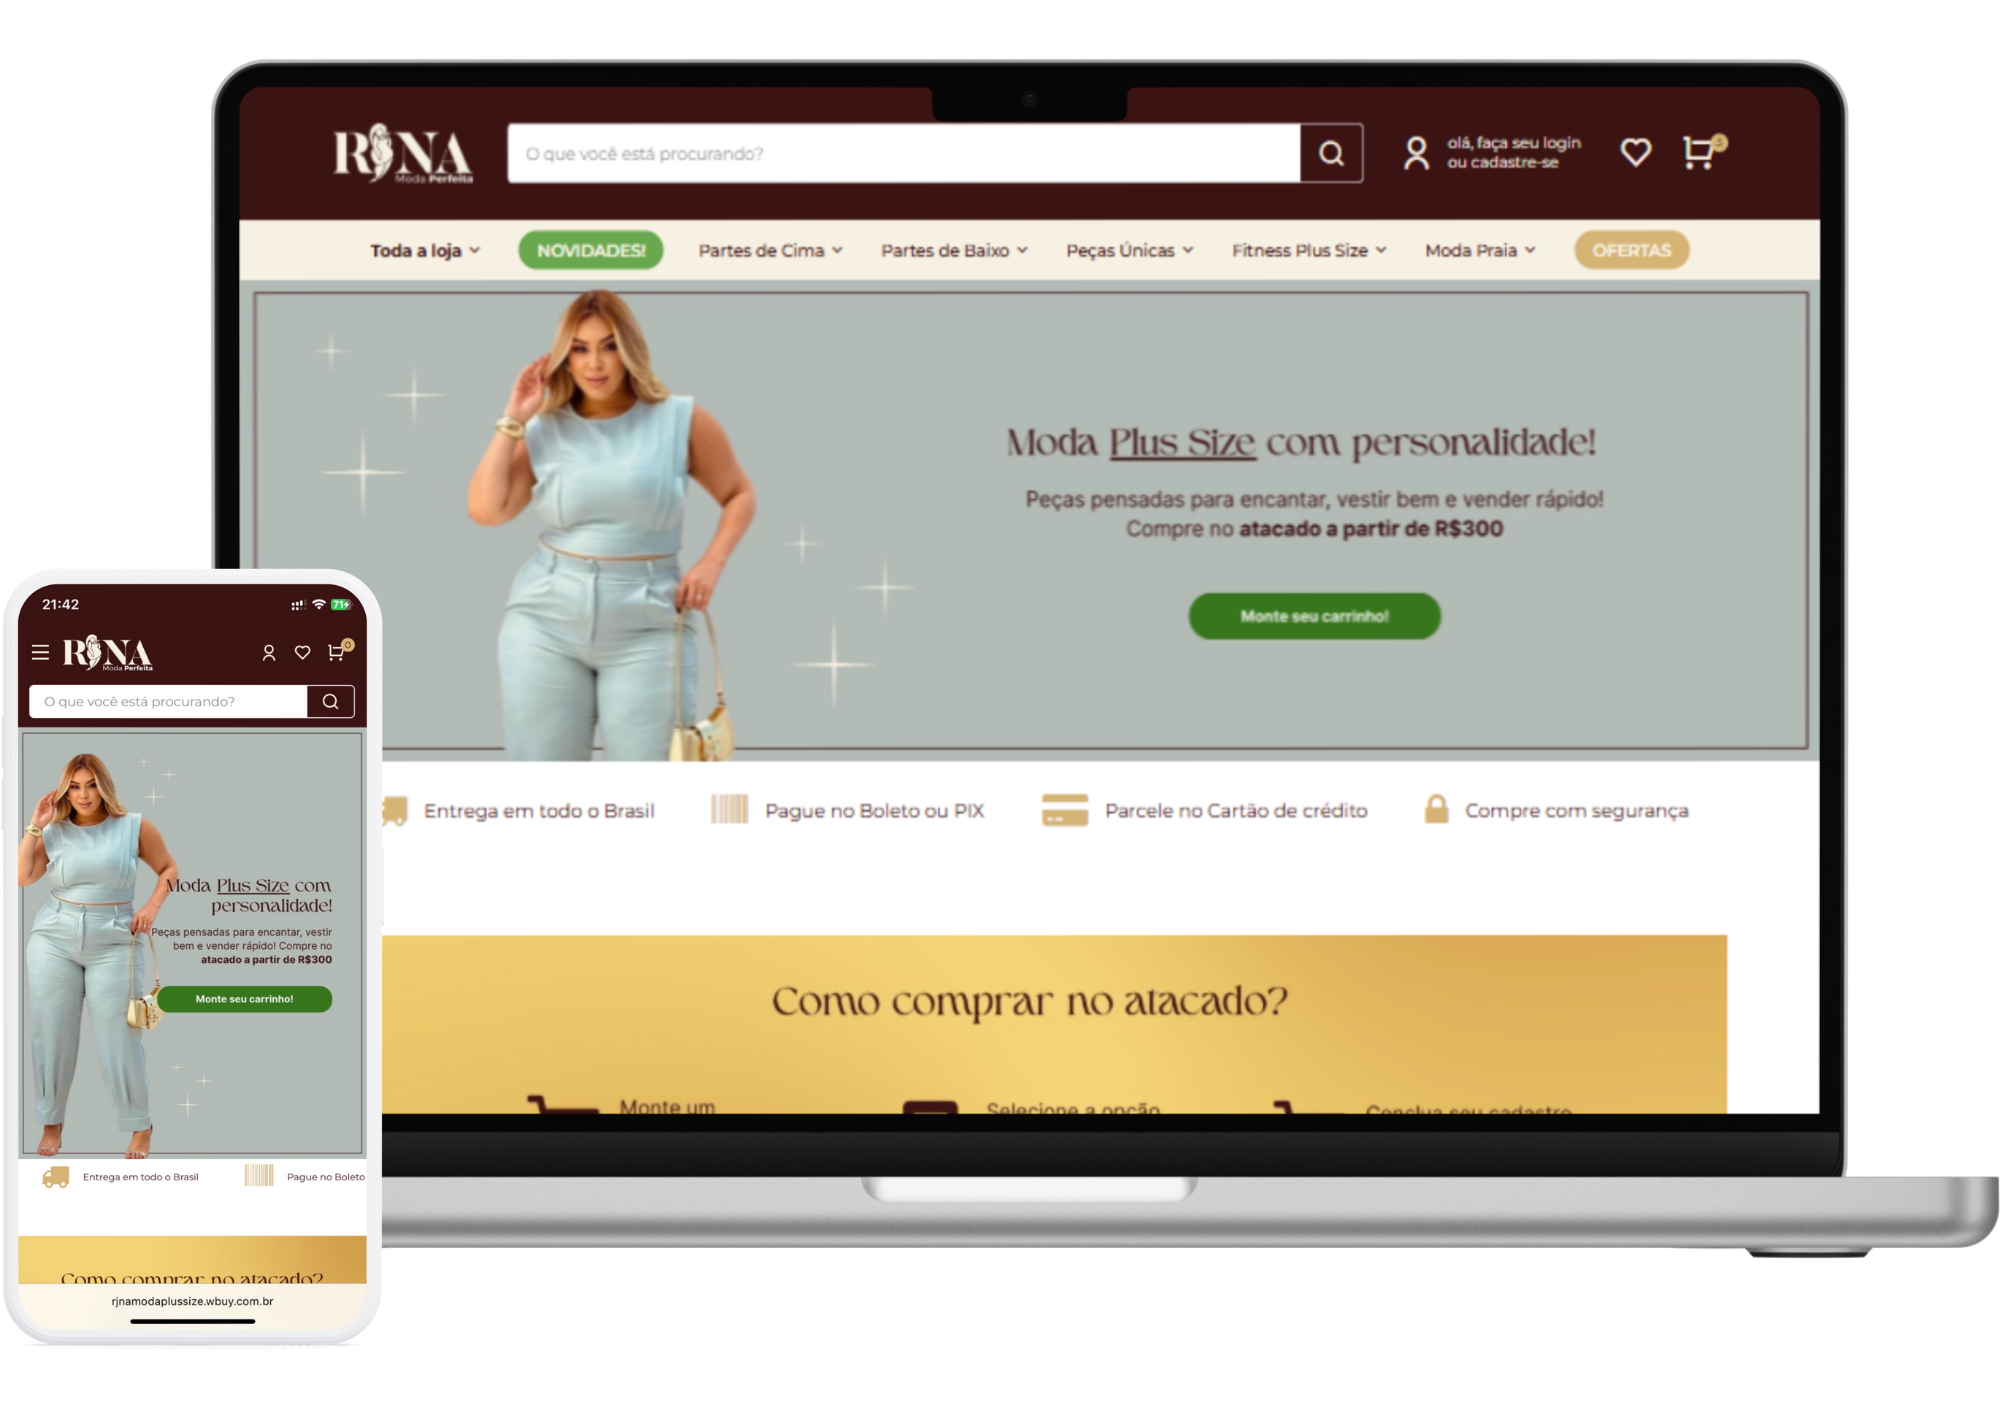 RJNA
Moda Perfeita
O que você está procurando?
olá, faça seu login
ou cadastre-se
Toda a loja
NOVIDADES!
Partes de Cima
Partes de Baixo
Peças Únicas
Fitness Plus Size
Moda Praia
OFERTAS
Moda Plus Size com personalidade!
Peças pensadas para encantar, vestir bem e vender rápido!
Compre no atacado a partir de R$300
Monte seu carrinho!
Entrega em todo o Brasil
Pague no Boleto ou PIX
Parcele no Cartão de crédito
Compre com segurança
Como comprar no atacado?
Monte um
Selecione a opção
Conclua seu cadastro
21:42
71
RJNA
Moda Perfeita
0
O que você está procurando?
Moda Plus Size com
personalidade!
Peças pensadas para encantar, vestir
bem e vender rápido! Compre no
atacado a partir de R$300
Monte seu carrinho!
Entrega em todo o Brasil
Pague no Boleto
Como comprar no atacado?
rjnamodaplussize.wbuy.com.br